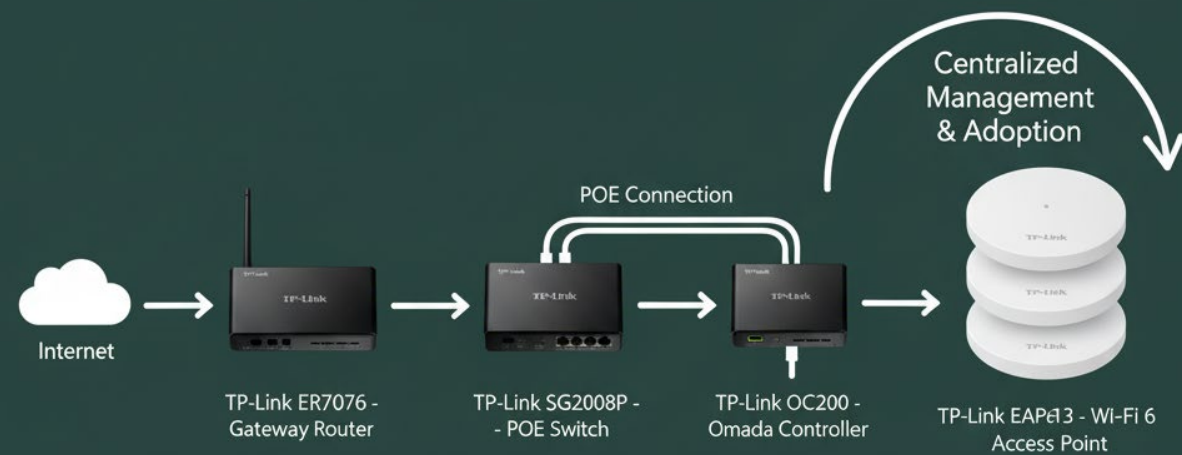 Centralized
Management
& Adoption
POE Connection
TP-Link
TP-Link
TP-Link
TP-Link
TP-Link
TP-Link
Internet
TP-Link ER7076 -
Gateway Router
TP-Link SG2008P -
- POE Switch
TP-Link OC200 -
Omada Controller
TP-Link 13 - Wi-Fi 6
Access Point